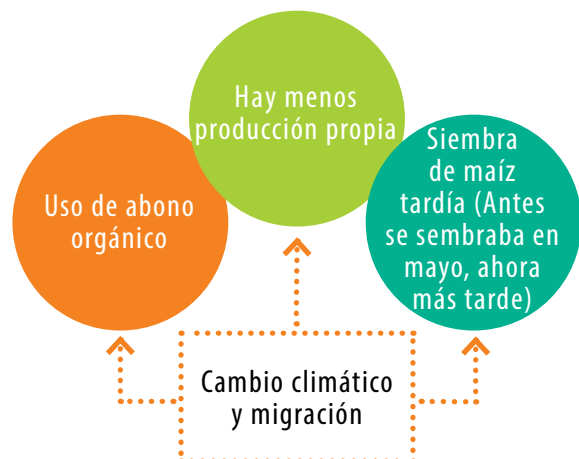 Hay menos
producción propia
Uso de abono
orgánico
Siembra
de maíz
tardía (Antes
se sembraba en
mayo, ahora
más tarde)
Cambio climático
y migración